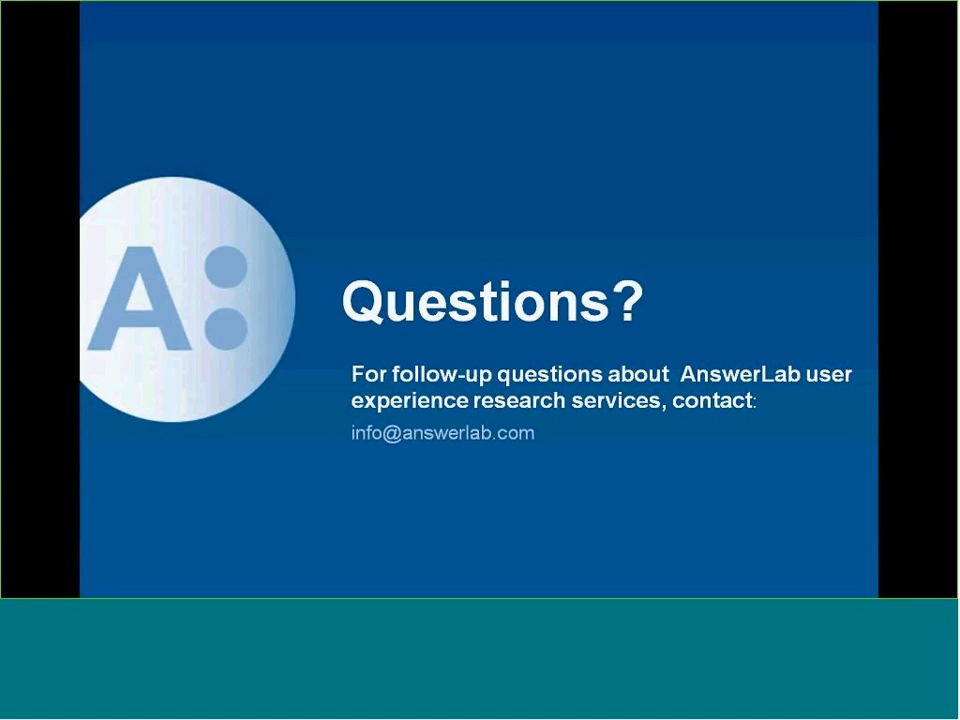 A:
Questions?
For follow-up questions about AnswerLab user
experience research services, contact:
info@answerlab.com